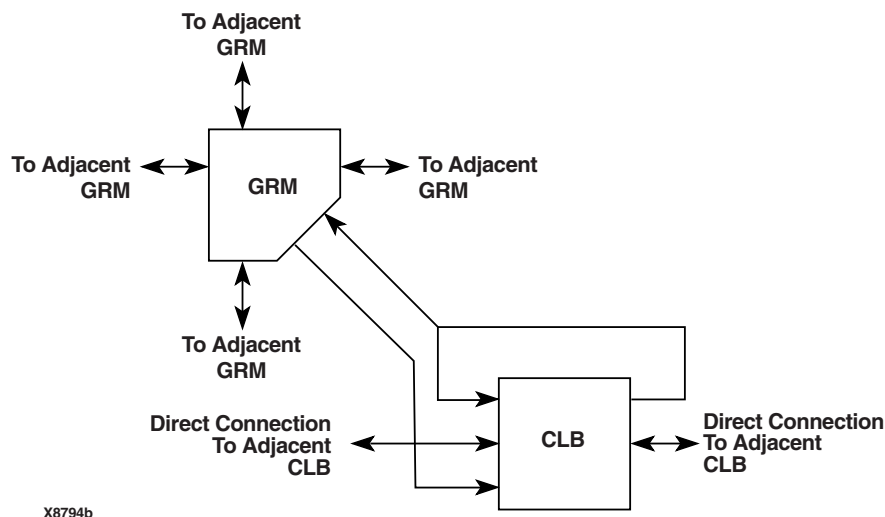 To Adjacent
GRM
To Adjacent
GRM
GRM
To Adjacent
GRM
To Adjacent
GRM
Direct Connection
To Adjacent
CLB
CLB
Direct Connection
To Adjacent
CLB
X8794b